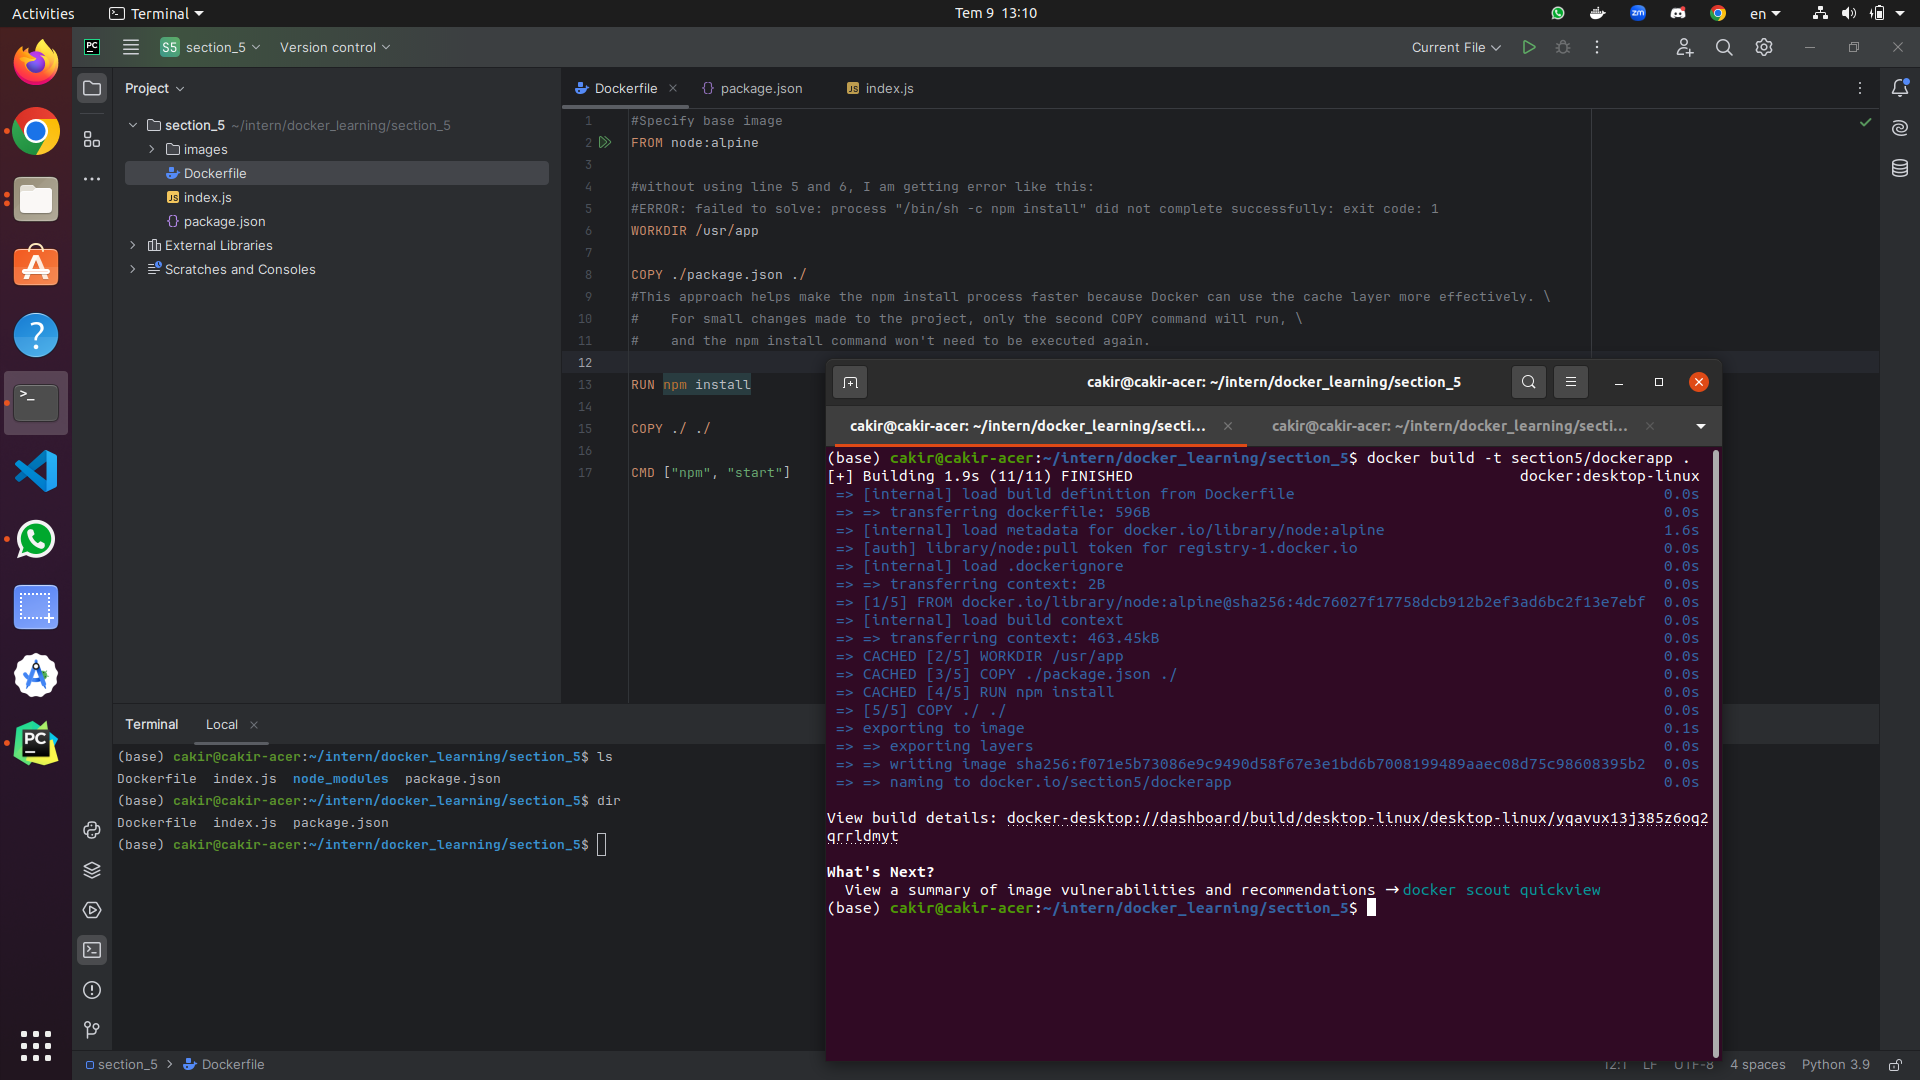 Activities
Terminal
Tem 9 13:10
zm
en
PC
S5
section_5
Version control
Current File
Project
section_5 ~/intern/docker_learning/section_5
images
Dockerfile
JS index.js
package.json
External Libraries
Scratches and Consoles
Dockerfile
package.json
JS index.js
1 #Specify base image
2 FROM node:alpine
3
4 #without using line 5 and 6, I am getting error like this:
5 #ERROR: failed to solve: process "/bin/sh -c npm install" did not complete successfully: exit code: 1
6 WORKDIR /usr/app
7
8 COPY ./package.json ./
9 #This approach helps make the npm install process faster because Docker can use the cache layer more effectively. \
10 #    For small changes made to the project, only the second COPY command will run, \
11 #    and the npm install command won't need to be executed again.
12
13 RUN npm install
14
15 COPY ./ ./
16
17 CMD ["npm", "start"]
Terminal
Local
(base) cakir@cakir-acer:~/intern/docker_learning/section_5$ ls
Dockerfile  index.js  node_modules  package.json
(base) cakir@cakir-acer:~/intern/docker_learning/section_5$ dir
Dockerfile  index.js  package.json
(base) cakir@cakir-acer:~/intern/docker_learning/section_5$
cakir@cakir-acer: ~/intern/docker_learning/section_5
cakir@cakir-acer: ~/intern/docker_learning/secti...
cakir@cakir-acer: ~/intern/docker_learning/secti...
(base) cakir@cakir-acer:~/intern/docker_learning/section_5$ docker build -t section5/dockerapp .
[+] Building 1.9s (11/11) FINISHED docker:desktop-linux
=> [internal] load build definition from Dockerfile 0.0s
=> => transferring dockerfile: 596B 0.0s
=> [internal] load metadata for docker.io/library/node:alpine 1.6s
=> [auth] library/node:pull token for registry-1.docker.io 0.0s
=> [internal] load .dockerignore 0.0s
=> => transferring context: 2B 0.0s
=> [1/5] FROM docker.io/library/node:alpine@sha256:4dc76027f17758dcb912b2ef3ad6bc2f13e7ebf 0.0s
=> [internal] load build context 0.0s
=> => transferring context: 463.45kB 0.0s
=> CACHED [2/5] WORKDIR /usr/app 0.0s
=> CACHED [3/5] COPY ./package.json ./ 0.0s
=> CACHED [4/5] RUN npm install 0.0s
=> [5/5] COPY ./ ./ 0.0s
=> exporting to image 0.1s
=> => exporting layers 0.0s
=> => writing image sha256:f071e5b73086e9c9490d58f67e3e1bd6b7008199489aaec08d75c98608395b2 0.0s
=> => naming to docker.io/section5/dockerapp 0.0s
View build details: docker-desktop://dashboard/build/desktop-linux/desktop-linux/yqavux13j385z6oq2
qrrldmyt
What's Next?
View a summary of image vulnerabilities and recommendations → docker scout quickview
(base) cakir@cakir-acer:~/intern/docker_learning/section_5$
PC
section_5 > Dockerfile
12:1
LF
UTF-8
4 spaces
Python 3.9